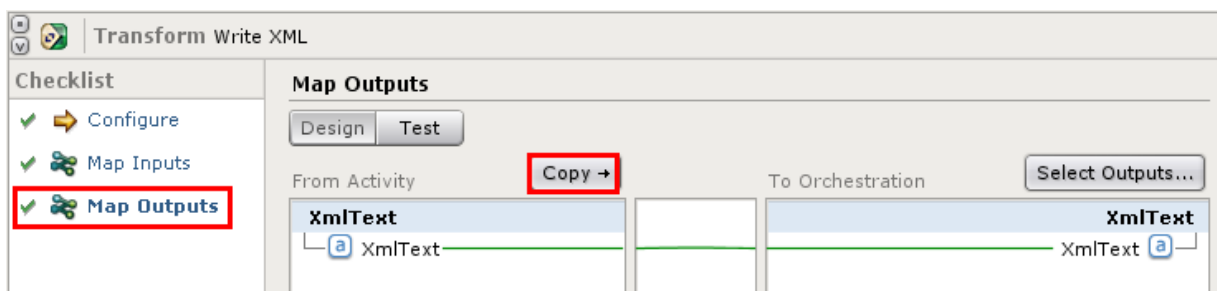 Transform Write XML
Checklist
Configure
Map Inputs
Map Outputs
Map Outputs
Design Test
From Activity
Copy →
To Orchestration
Select Outputs...
XmlText
a XmlText
XmlText
XmlText a